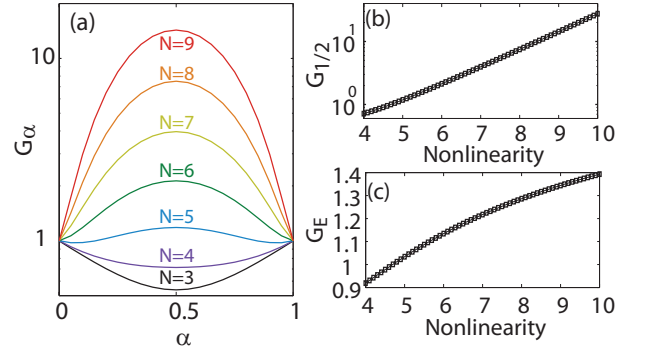 (a)
10
1
Gα
N=9
N=8
N=7
N=6
N=5
N=4
N=3
0
0.5
1
α
(b)
G1/2
10^1
10^0
4
5
6
7
8
9
10
Nonlinearity
(c)
GE
1.4
1.3
1.2
1.1
1
0.9
4
5
6
7
8
9
10
Nonlinearity